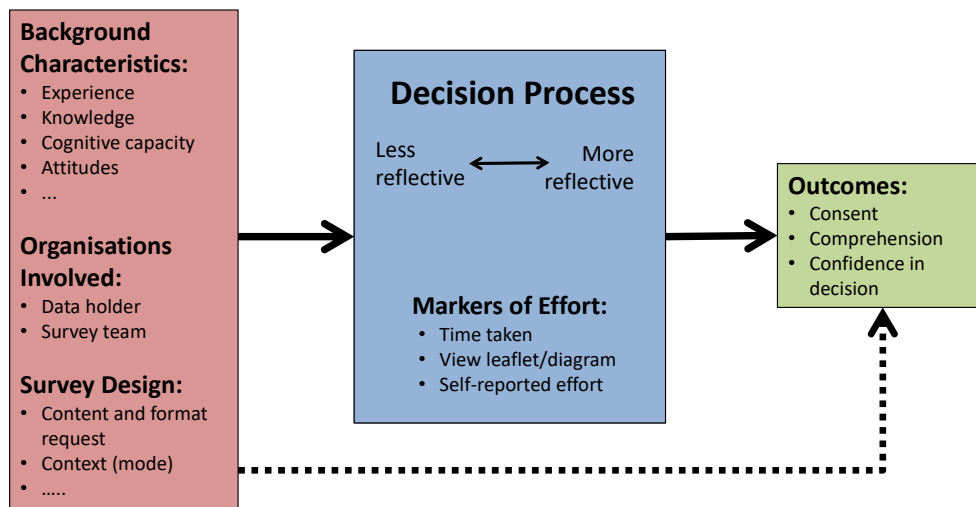 Background
Characteristics:
• Experience
• Knowledge
• Cognitive capacity
• Attitudes
• ...
Organisations
Involved:
• Data holder
• Survey team
Survey Design:
• Content and format
request
• Context (mode)
• .....
Decision Process
Less
reflective
More
reflective
Markers of Effort:
• Time taken
• View leaflet/diagram
• Self-reported effort
Outcomes:
• Consent
• Comprehension
• Confidence in
decision